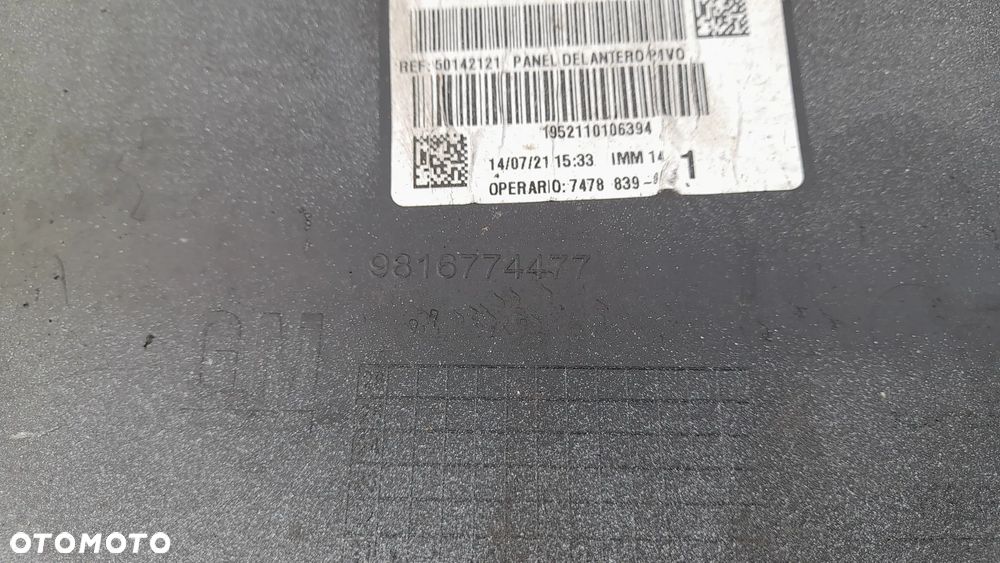 REF: 50142121 PANEL DELANTERO P1VO
1952110106394
14/07/21 15:33 IMM 14 1
OPERARIO: 7478 839-
9816774477
GM
OTOMOTO